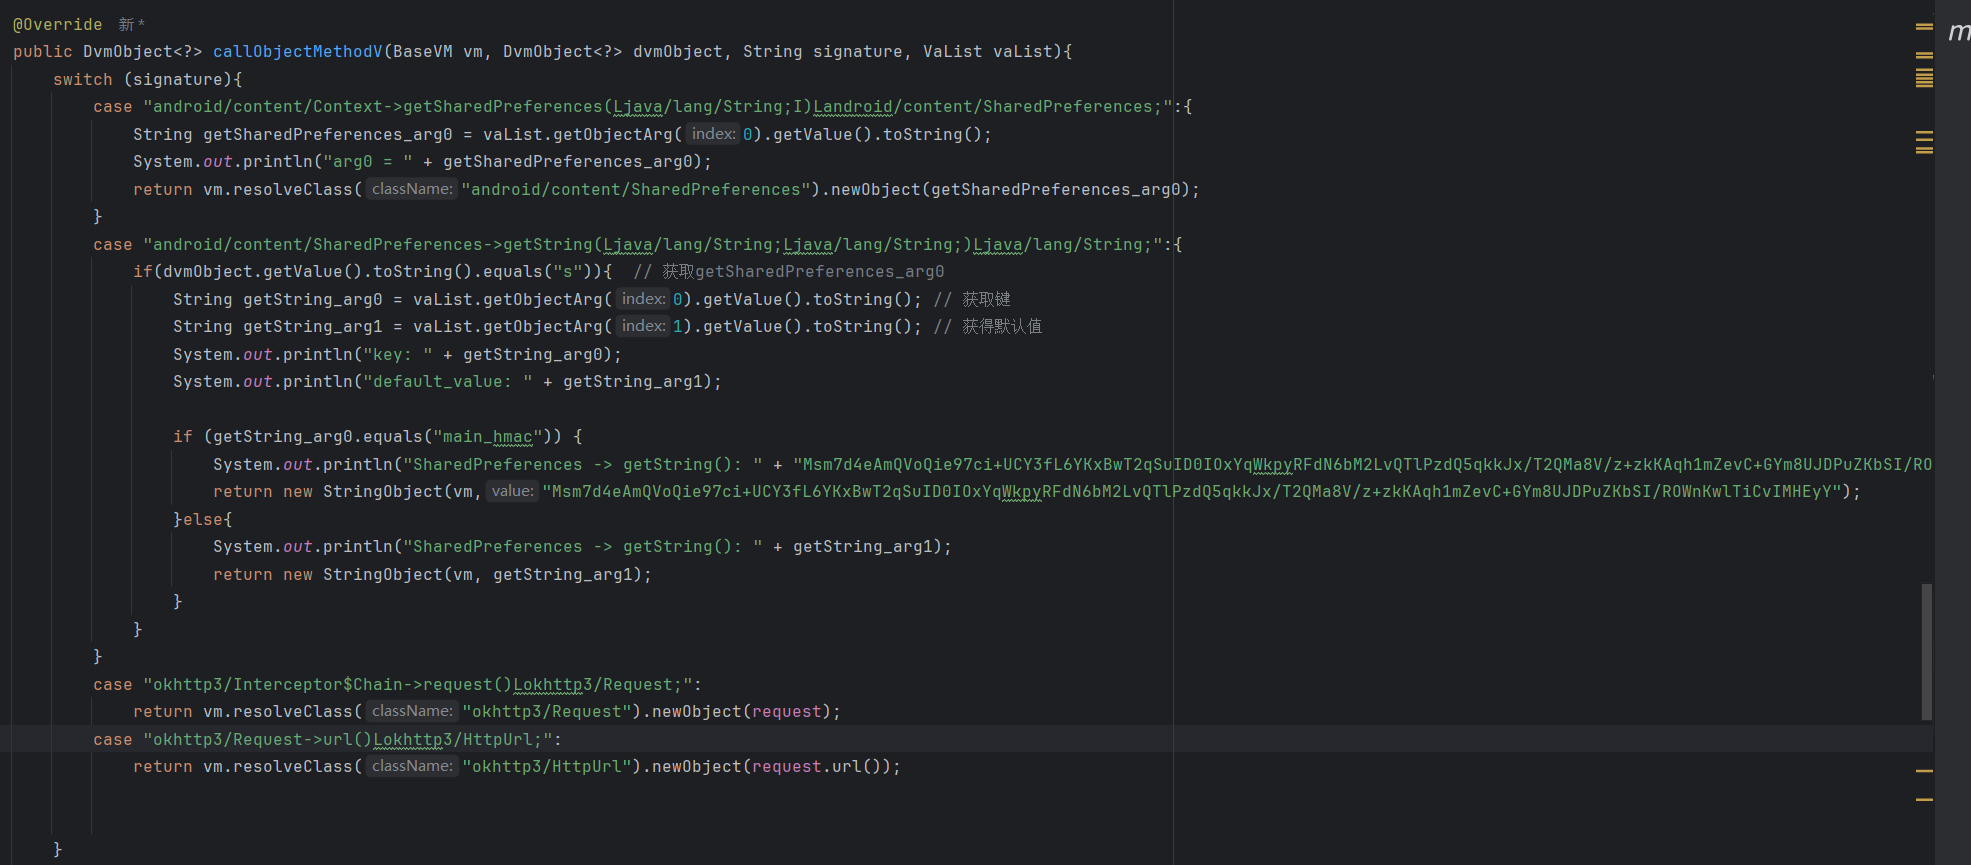 @Override 新*
public DvmObject<?> callObjectMethodV(BaseVM vm, DvmObject<?> dvmObject, String signature, VaList vaList){
switch (signature){
case "android/content/Context->getSharedPreferences(Ljava/lang/String;I)Landroid/content/SharedPreferences;":{
String getSharedPreferences_arg0 = vaList.getObjectArg( index: 0).getValue().toString();
System.out.println("arg0 = " + getSharedPreferences_arg0);
return vm.resolveClass( className: "android/content/SharedPreferences").newObject(getSharedPreferences_arg0);
}
case "android/content/SharedPreferences->getString(Ljava/lang/String;Ljava/lang/String;)Ljava/lang/String;":{
if(dvmObject.getValue().toString().equals("s")){ // 获取getSharedPreferences_arg0
String getString_arg0 = vaList.getObjectArg( index: 0).getValue().toString(); // 获取键
String getString_arg1 = vaList.getObjectArg( index: 1).getValue().toString(); // 获得默认值
System.out.println("key: " + getString_arg0);
System.out.println("default_value: " + getString_arg1);
if (getString_arg0.equals("main_hmac")) {
System.out.println("SharedPreferences -> getString(): " + "Msm7d4eAmQVoQie97ci+UCY3fL6YKxBwT2qSuID0IOxYqWkpyRFdN6bM2LvQTlPzdQ5qkkJx/T2QMa8V/z+zkKAqh1mZevC+GYm8UJDPuZKbSI/RO
return new StringObject(vm, value: "Msm7d4eAmQVoQie97ci+UCY3fL6YKxBwT2qSuID0IOxYqWkpyRFdN6bM2LvQTlPzdQ5qkkJx/T2QMa8V/z+zkKAqh1mZevC+GYm8UJDPuZKbSI/ROWnKwlTiCvIMHEyY");
}else{
System.out.println("SharedPreferences -> getString(): " + getString_arg1);
return new StringObject(vm, getString_arg1);
}
}
}
case "okhttp3/Interceptor$Chain->request()Lokhttp3/Request;":
return vm.resolveClass( className: "okhttp3/Request").newObject(request);
case "okhttp3/Request->url()Lokhttp3/HttpUrl;":
return vm.resolveClass( className: "okhttp3/HttpUrl").newObject(request.url());
}